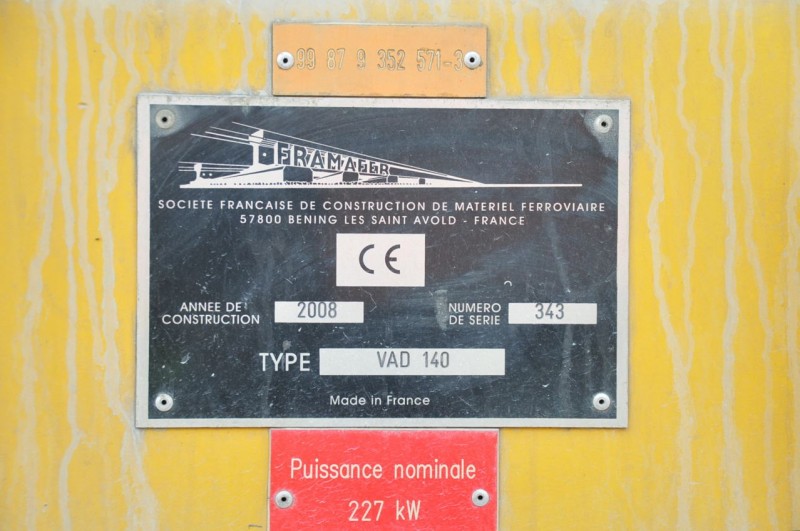 99 87 9 352 571-3
FRAMAFER
SOCIETE FRANCAISE DE CONSTRUCTION DE MATERIEL FERROVIAIRE
57800 BENING LES SAINT AVOLD - FRANCE
CE
ANNEE DE CONSTRUCTION 2008
NUMERO DE SERIE 343
TYPE VAD 140
Made in France
Puissance nominale
227 kW